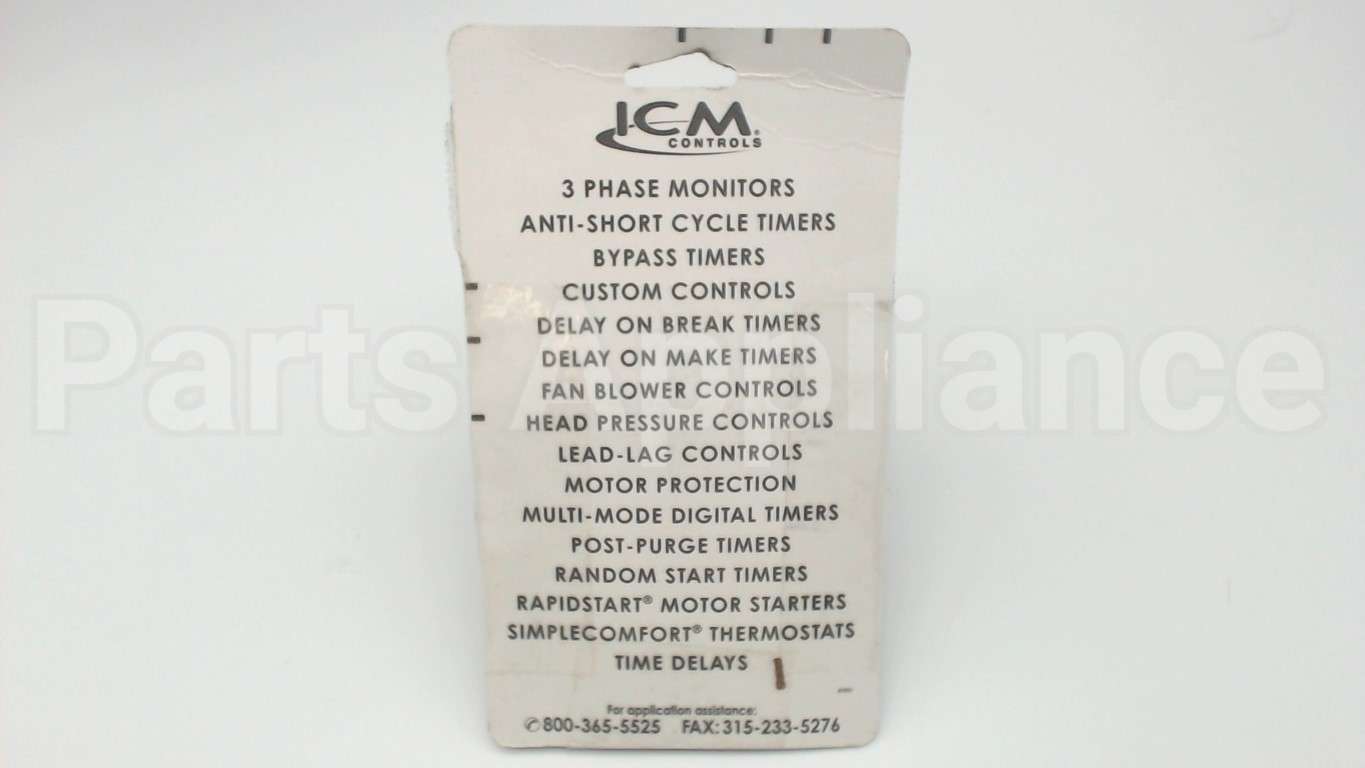 ICM®
CONTROLS
3 PHASE MONITORS
ANTI-SHORT CYCLE TIMERS
BYPASS TIMERS
CUSTOM CONTROLS
DELAY ON BREAK TIMERS
DELAY ON MAKE TIMERS
FAN BLOWER CONTROLS
HEAD PRESSURE CONTROLS
LEAD-LAG CONTROLS
MOTOR PROTECTION
MULTI-MODE DIGITAL TIMERS
POST-PURGE TIMERS
RANDOM START TIMERS
RAPIDSTART® MOTOR STARTERS
SIMPLECOMFORT® THERMOSTATS
TIME DELAYS
For application assistance:
✆800-365-5525 FAX: 315-233-5276
Parts Appliance